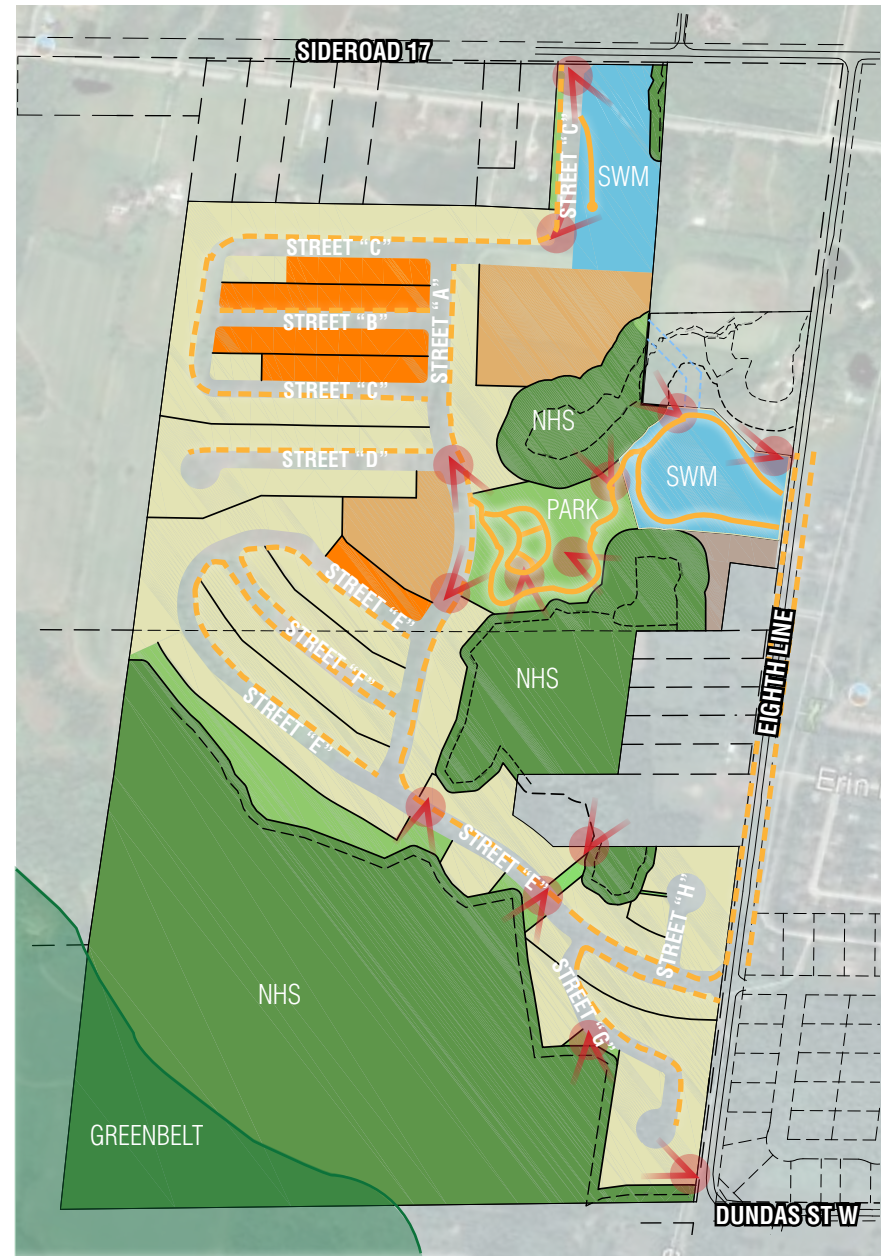 SIDEROAD 17
STREET "C"
SWM
STREET "C"
STREET "A"
STREET "B"
STREET "C"
NHS
STREET "D"
SWM
PARK
STREET "E"
STREET "F"
EIGHTH LINE
NHS
STREET "E"
Erin
STREET "E"
STREET "H"
NHS
STREET "G"
GREENBELT
DUNDAS ST W